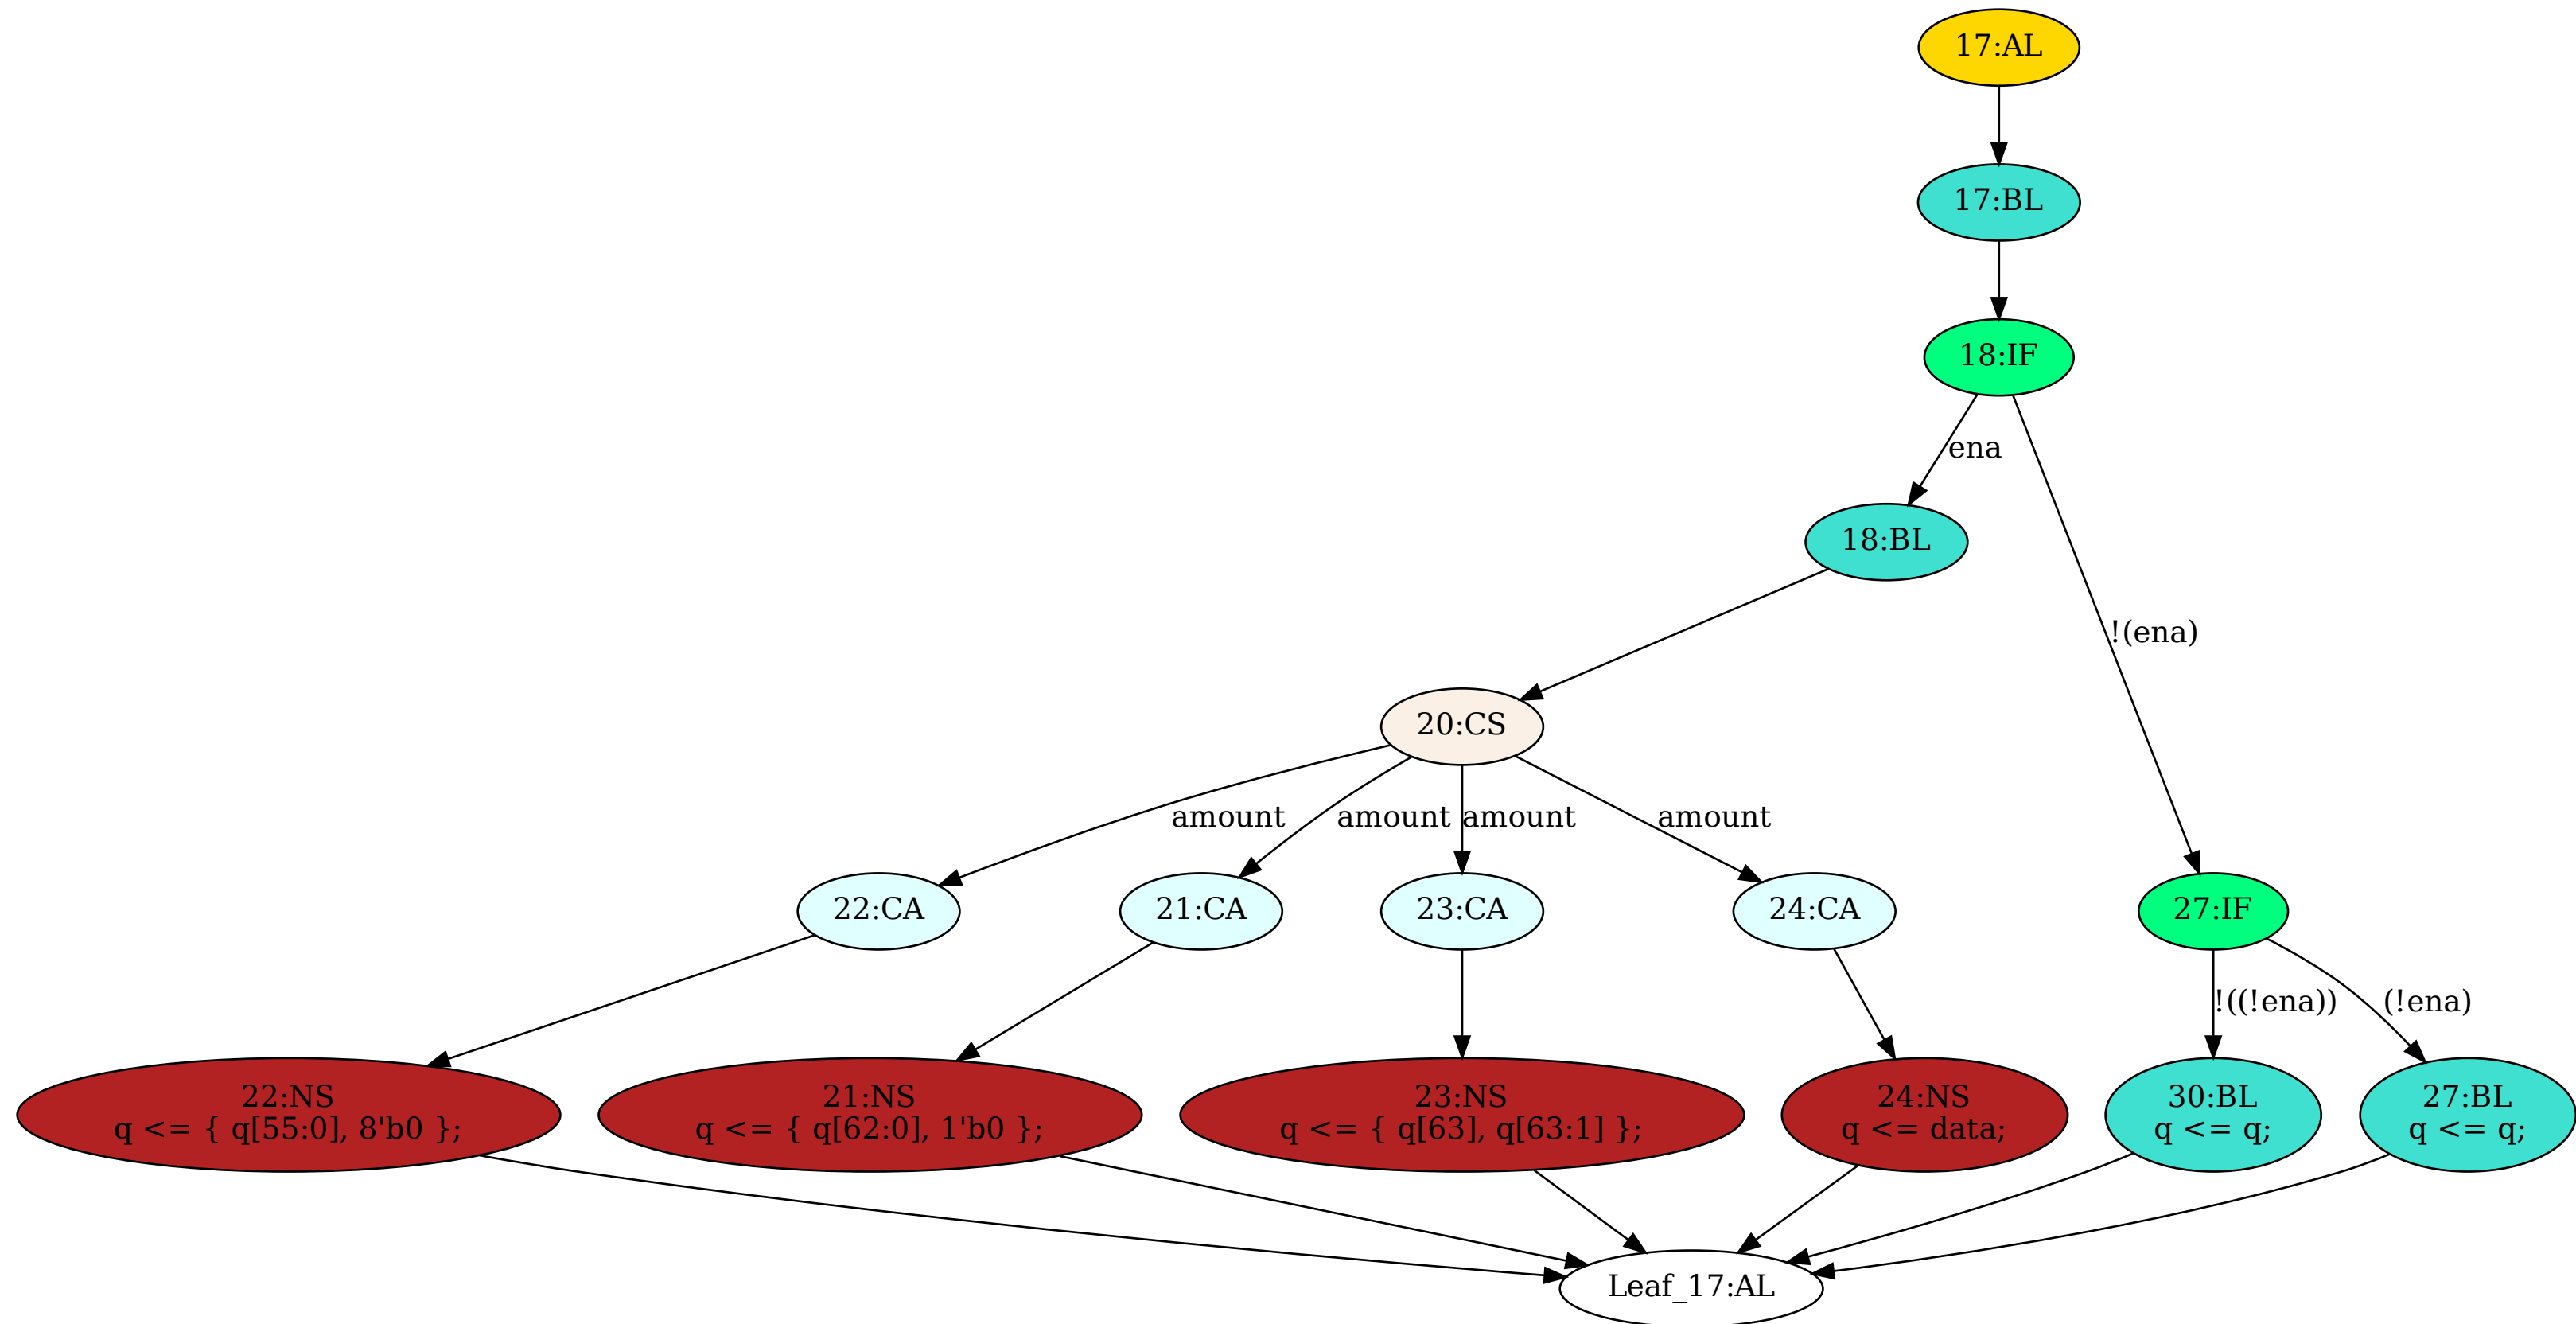 17:AL
17:BL
18:IF
ena
18:BL
!(ena)
20:CS
amount
amount
amount
amount
22:CA
21:CA
23:CA
24:CA
27:IF
!((!ena))
(!ena)
22:NS
q <= { q[55:0], 8'b0 };
21:NS
q <= { q[62:0], 1'b0 };
23:NS
q <= { q[63], q[63:1] };
24:NS
q <= data;
30:BL
q <= q;
27:BL
q <= q;
Leaf_17:AL